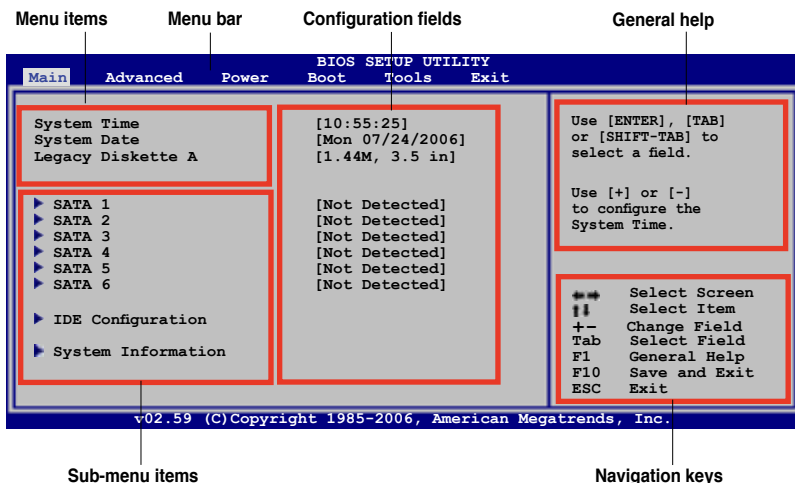 Menu items Menu bar Configuration fields General help
BIOS SETUP UTILITY
Main Advanced Power Boot Tools Exit
System Time [10:55:25]
System Date [Mon 07/24/2006]
Legacy Diskette A [1.44M, 3.5 in]
SATA 1 [Not Detected]
SATA 2 [Not Detected]
SATA 3 [Not Detected]
SATA 4 [Not Detected]
SATA 5 [Not Detected]
SATA 6 [Not Detected]
IDE Configuration
System Information
Use [ENTER], [TAB]
or [SHIFT-TAB] to
select a field.
Use [+] or [-]
to configure the
System Time.
Select Screen
Select Item
+- Change Field
Tab Select Field
F1 General Help
F10 Save and Exit
ESC Exit
v02.59 (C)Copyright 1985-2006, American Megatrends, Inc.
Sub-menu items Navigation keys